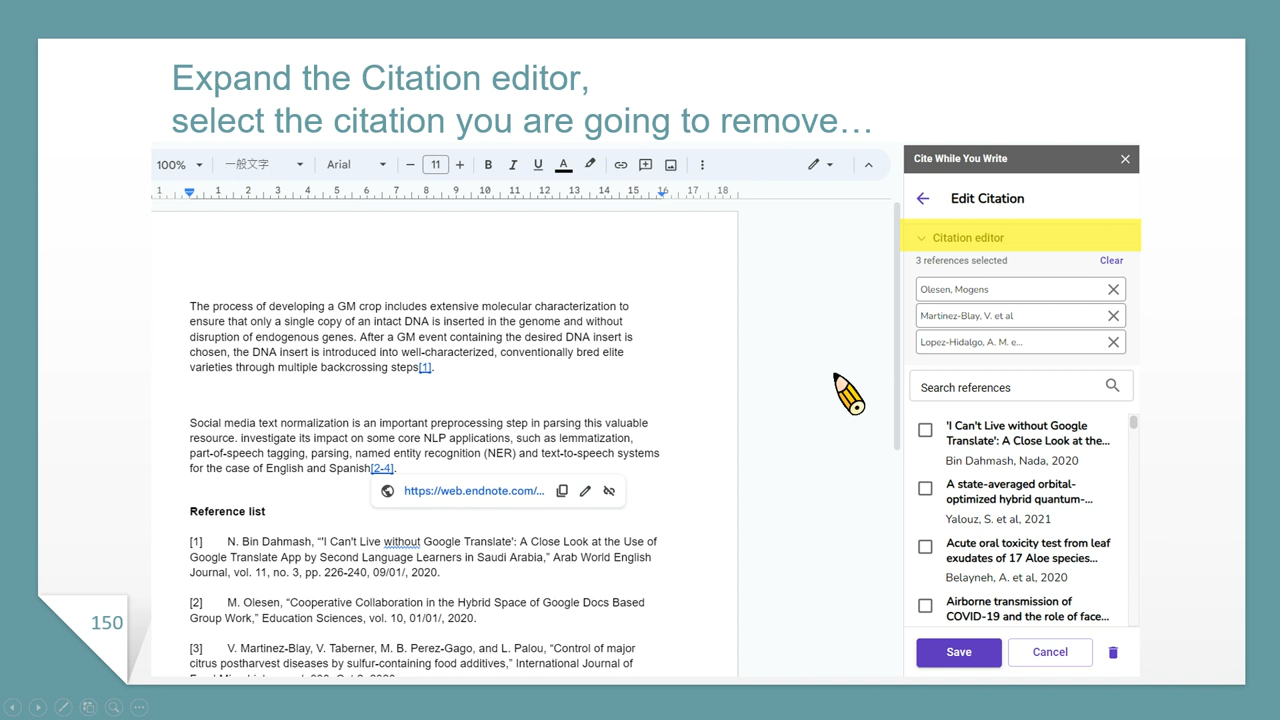 Expand the Citation editor,
select the citation you are going to remove…
100%
一般文字
Arial
11
B
I
U
A
1 1 2 3 4 5 6 7 8 9 10 11 12 13 14 15 16 17 18
The process of developing a GM crop includes extensive molecular characterization to
ensure that only a single copy of an intact DNA is inserted in the genome and without
disruption of endogenous genes. After a GM event containing the desired DNA insert is
chosen, the DNA insert is introduced into well-characterized, conventionally bred elite
varieties through multiple backcrossing steps[1].
Social media text normalization is an important preprocessing step in parsing this valuable
resource. investigate its impact on some core NLP applications, such as lemmatization,
part-of-speech tagging, parsing, named entity recognition (NER) and text-to-speech systems
for the case of English and Spanish[2-4].
https://web.endnote.com/...
Reference list
[1] N. Bin Dahmash, “'I Can't Live without Google Translate': A Close Look at the Use of
Google Translate App by Second Language Learners in Saudi Arabia,” Arab World English
Journal, vol. 11, no. 3, pp. 226-240, 09/01/, 2020.
[2] M. Olesen, “Cooperative Collaboration in the Hybrid Space of Google Docs Based
Group Work,” Education Sciences, vol. 10, 01/01/, 2020.
[3] V. Martinez-Blay, V. Taberner, M. B. Perez-Gago, and L. Palou, “Control of major
citrus postharvest diseases by sulfur-containing food additives,” International Journal of
Cite While You Write
Edit Citation
Citation editor
3 references selected
Clear
Olesen, Mogens
Martinez-Blay, V. et al
Lopez-Hidalgo, A. M. e...
Search references
'I Can't Live without Google
Translate': A Close Look at the...
Bin Dahmash, Nada, 2020
A state-averaged orbital-
optimized hybrid quantum-...
Yalouz, S. et al, 2021
Acute oral toxicity test from leaf
exudates of 17 Aloe species...
Belayneh, A. et al, 2020
Airborne transmission of
COVID-19 and the role of face...
Save
Cancel
150